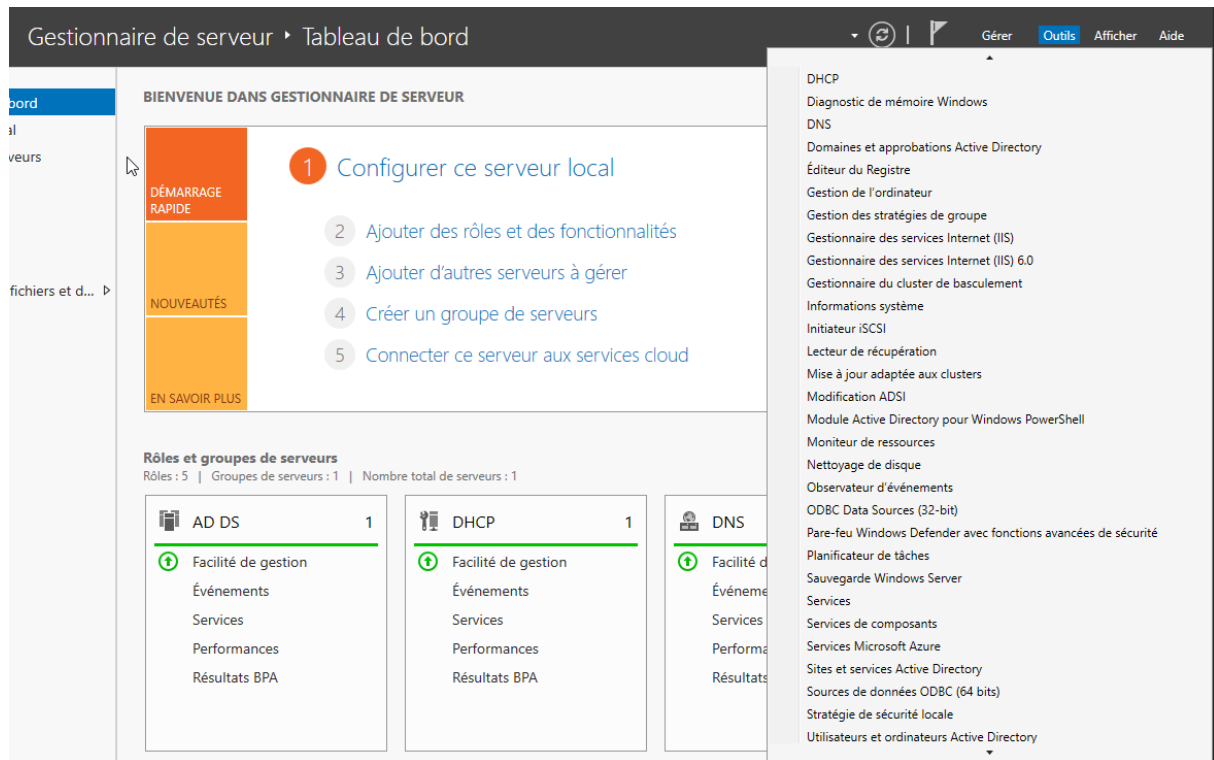 Gestionnaire de serveur ‣ Tableau de bord
Gérer Outils Afficher Aide
bord
al
veurs
fichiers et d...
BIENVENUE DANS GESTIONNAIRE DE SERVEUR
DÉMARRAGE
RAPIDE
NOUVEAUTÉS
EN SAVOIR PLUS
1 Configurer ce serveur local
2 Ajouter des rôles et des fonctionnalités
3 Ajouter d'autres serveurs à gérer
4 Créer un groupe de serveurs
5 Connecter ce serveur aux services cloud
Rôles et groupes de serveurs
Rôles : 5 | Groupes de serveurs : 1 | Nombre total de serveurs : 1
AD DS 1
Facilité de gestion
Événements
Services
Performances
Résultats BPA
DHCP 1
Facilité de gestion
Événements
Services
Performances
Résultats BPA
DNS
Facilité d
Événeme
Services
Performa
Résultats
DHCP
Diagnostic de mémoire Windows
DNS
Domaines et approbations Active Directory
Éditeur du Registre
Gestion de l'ordinateur
Gestion des stratégies de groupe
Gestionnaire des services Internet (IIS)
Gestionnaire des services Internet (IIS) 6.0
Gestionnaire du cluster de basculement
Informations système
Initiateur iSCSI
Lecteur de récupération
Mise à jour adaptée aux clusters
Modification ADSI
Module Active Directory pour Windows PowerShell
Moniteur de ressources
Nettoyage de disque
Observateur d'événements
ODBC Data Sources (32-bit)
Pare-feu Windows Defender avec fonctions avancées de sécurité
Planificateur de tâches
Sauvegarde Windows Server
Services
Services de composants
Services Microsoft Azure
Sites et services Active Directory
Sources de données ODBC (64 bits)
Stratégie de sécurité locale
Utilisateurs et ordinateurs Active Directory